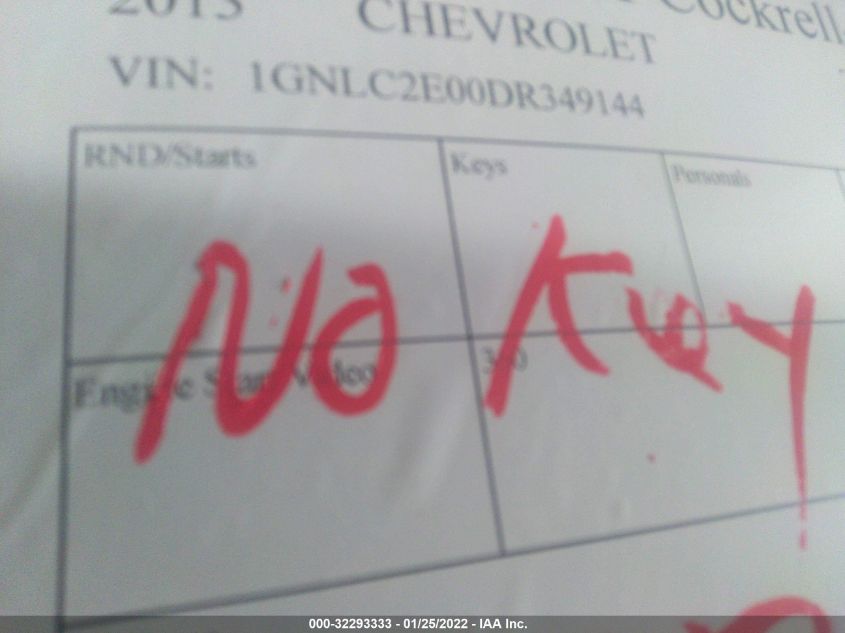 2013 CHEVROLET Cockrell
VIN: 1GNLC2E00DR349144
RND/Starts Keys Personals
No Key
Engine Start Video 360
000-32293333 - 01/25/2022 - IAA Inc.